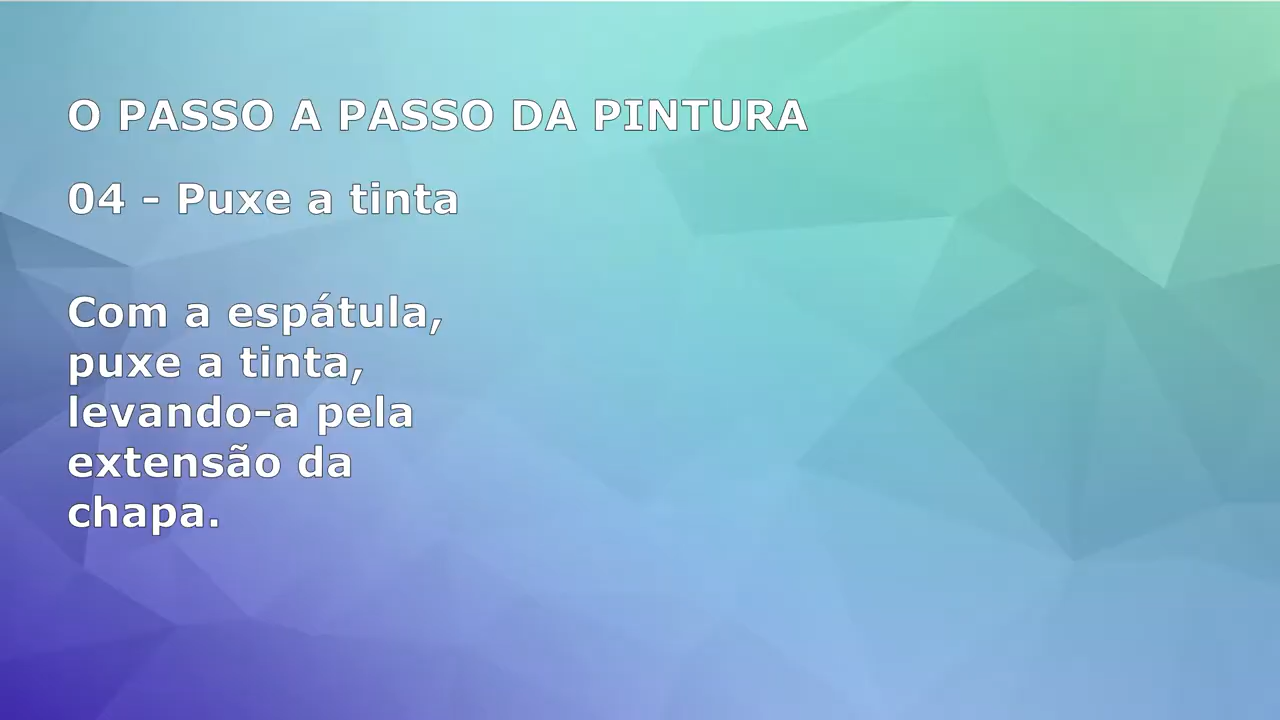 O PASSO A PASSO DA PINTURA
04 - Puxe a tinta
Com a espátula,
puxe a tinta,
levando-a pela
extensão da
chapa.